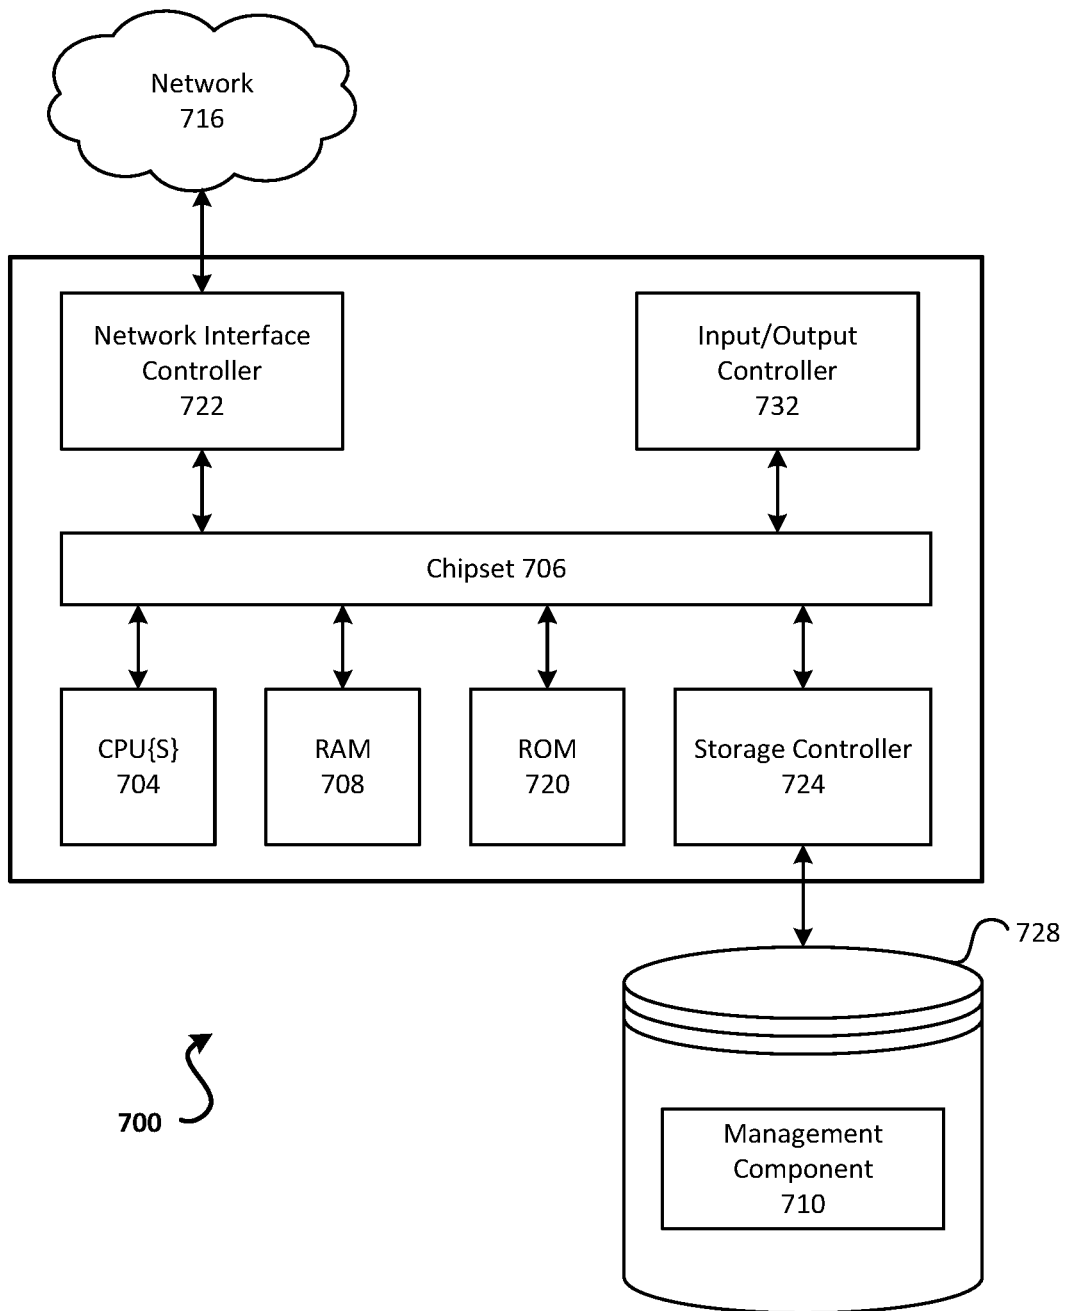 Network
716
Network Interface
Controller
722
Input/Output
Controller
732
Chipset 706
CPU{S}
704
RAM
708
ROM
720
Storage Controller
724
728
700
Management
Component
710